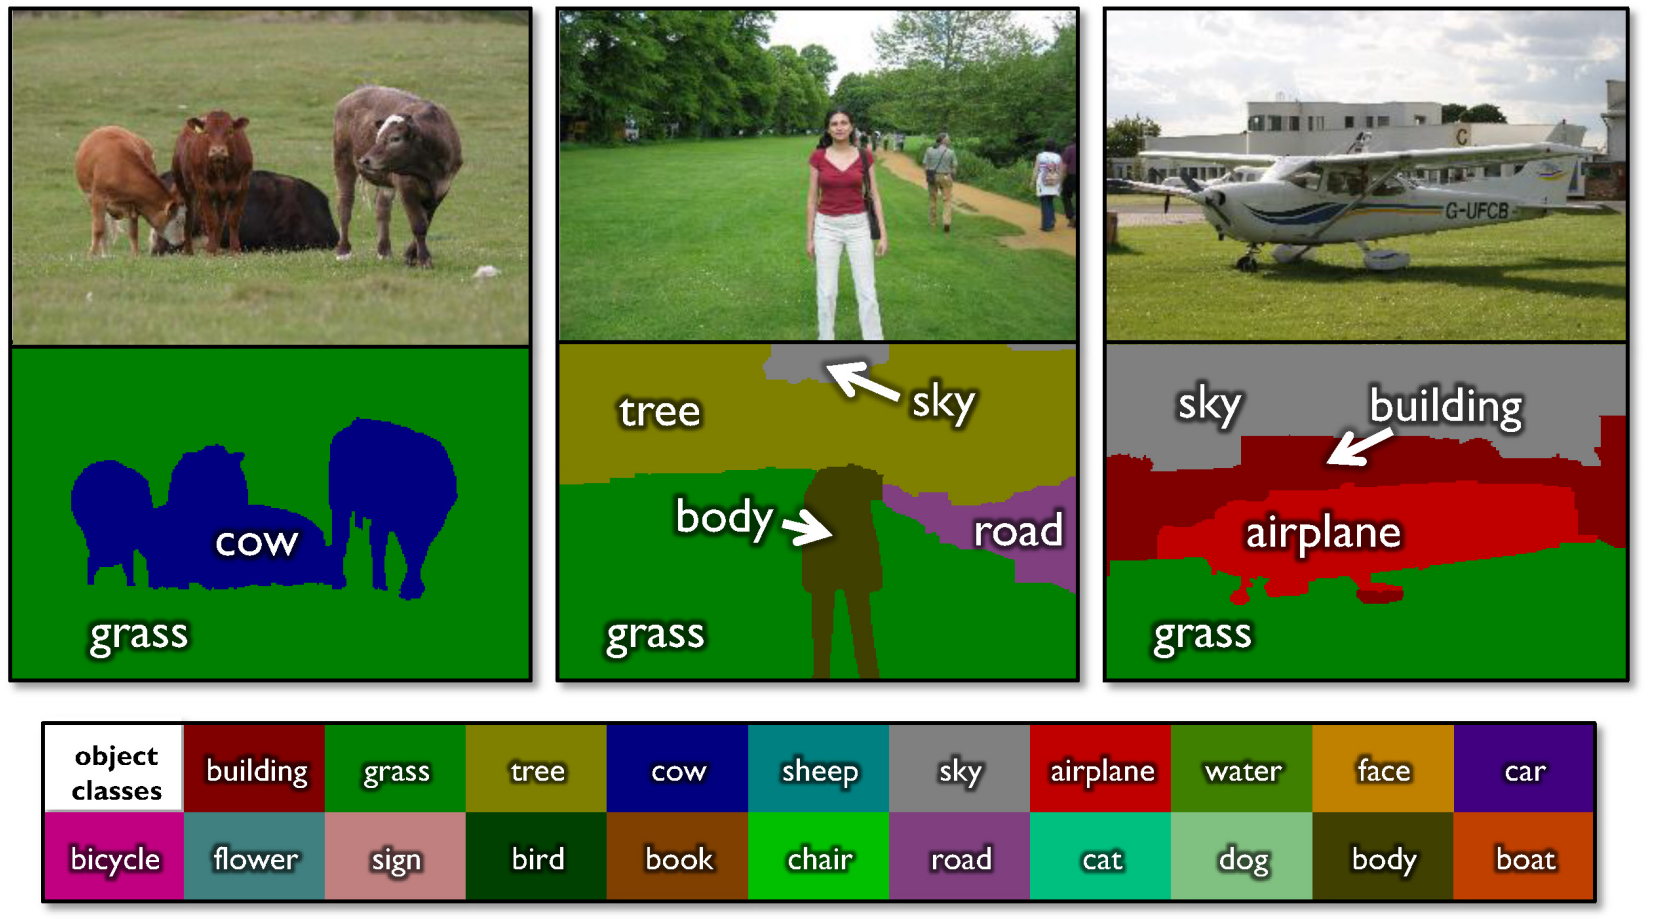 C
G-UFCB
cow
grass
tree
sky
body
road
grass
sky
building
airplane
grass
object
classes
building
grass
tree
cow
sheep
sky
airplane
water
face
car
bicycle
flower
sign
bird
book
chair
road
cat
dog
body
boat